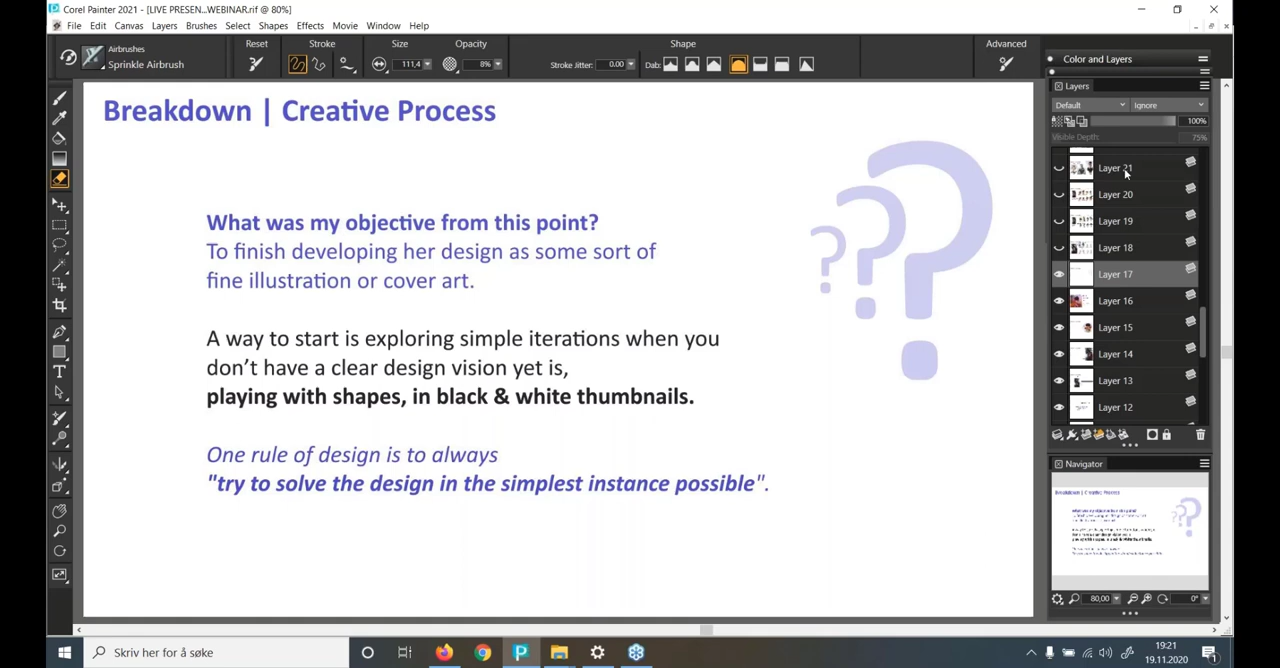 Corel Painter 2021 - [LIVE PRESEN...WEBINAR.rif @ 80%]
File Edit Canvas Layers Brushes Select Shapes Effects Movie Window Help
Airbrushes
Sprinkle Airbrush
Reset
Stroke
Size
111,4
Opacity
8%
Stroke Jitter: 0.00
Shape
Dab:
Advanced
Color and Layers
Layers
Default
Ignore
100%
Visible Depths
75%
Layer 21
Layer 20
Layer 19
Layer 18
Layer 17
Layer 16
Layer 15
Layer 14
Layer 13
Layer 12
Breakdown | Creative Process
What was my objective from this point?
To finish developing her design as some sort of
fine illustration or cover art.
A way to start is exploring simple iterations when you
don't have a clear design vision yet is,
playing with shapes, in black & white thumbnails.
One rule of design is to always
"try to solve the design in the simplest instance possible".
? ? ?
Navigator
Breakdown | Creative Process
80,00
0°
Skriv her for å søke
19:21
19.11.2020